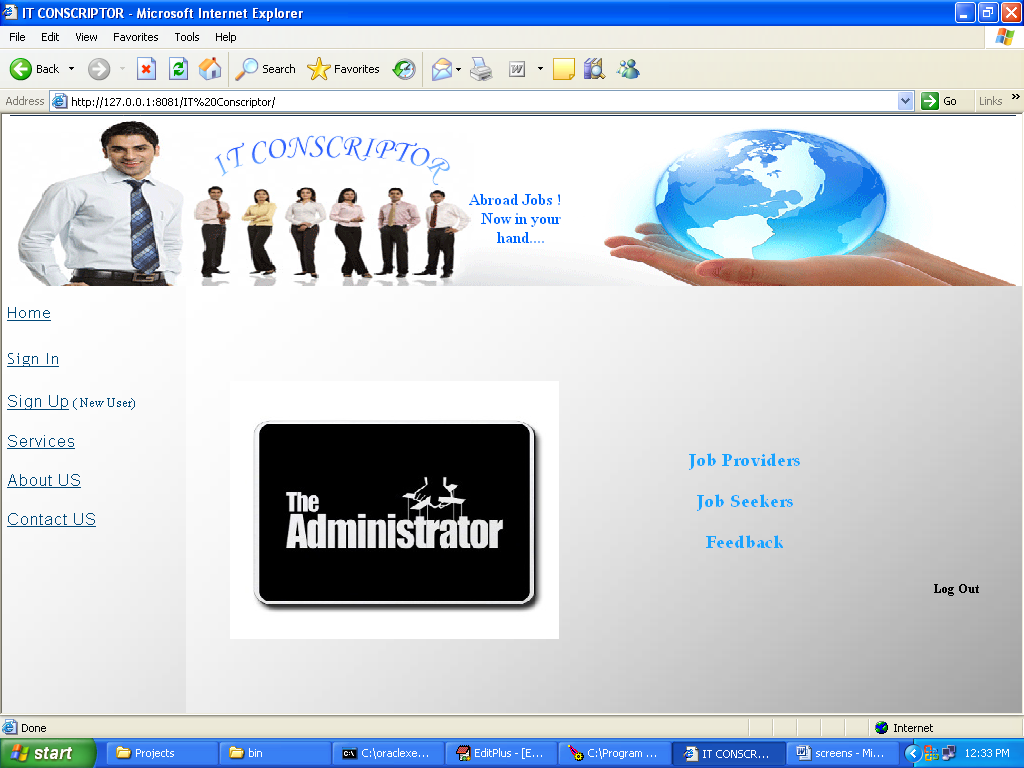 IT CONSCRIPTOR - Microsoft Internet Explorer
File Edit View Favorites Tools Help
Back Search Favorites
Address http://127.0.0.1:8081/IT%20Conscriptor/ Go Links »
IT CONSCRIPTOR
Abroad Jobs !
Now in your
hand....
Home
Sign In
Sign Up ( New User)
Services
About US
Contact US
The
Administrator
Job Providers
Job Seekers
Feedback
Log Out
Done Internet
start Projects bin C:\oraclexe... EditPlus - [E... C:\Program ... IT CONSCR... screens - Mi... 12:33 PM